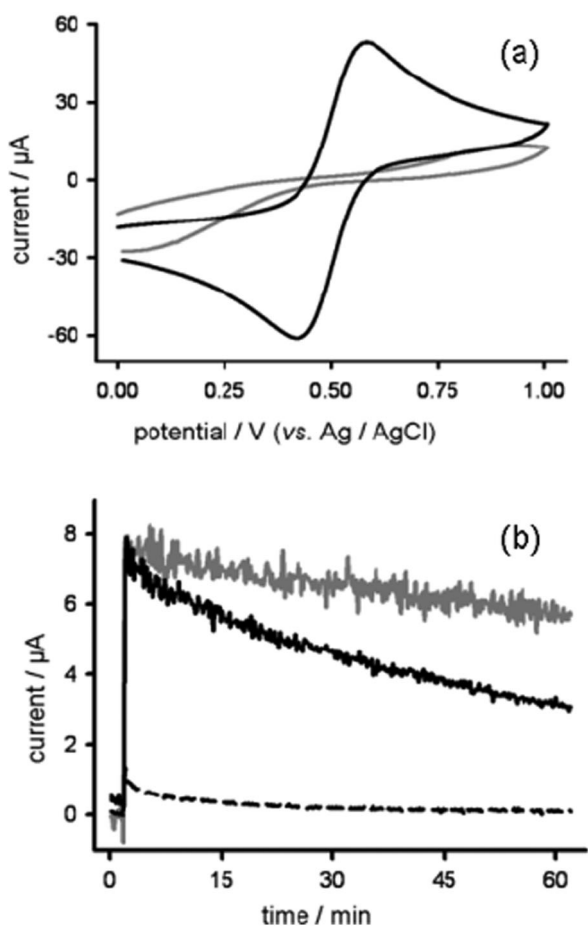 (a)
60
30
0
-30
-60
current / µA
0.00 0.25 0.50 0.75 1.00
potential / V (vs. Ag / AgCl)
(b)
8
6
4
2
0
current / µA
0 15 30 45 60
time / min